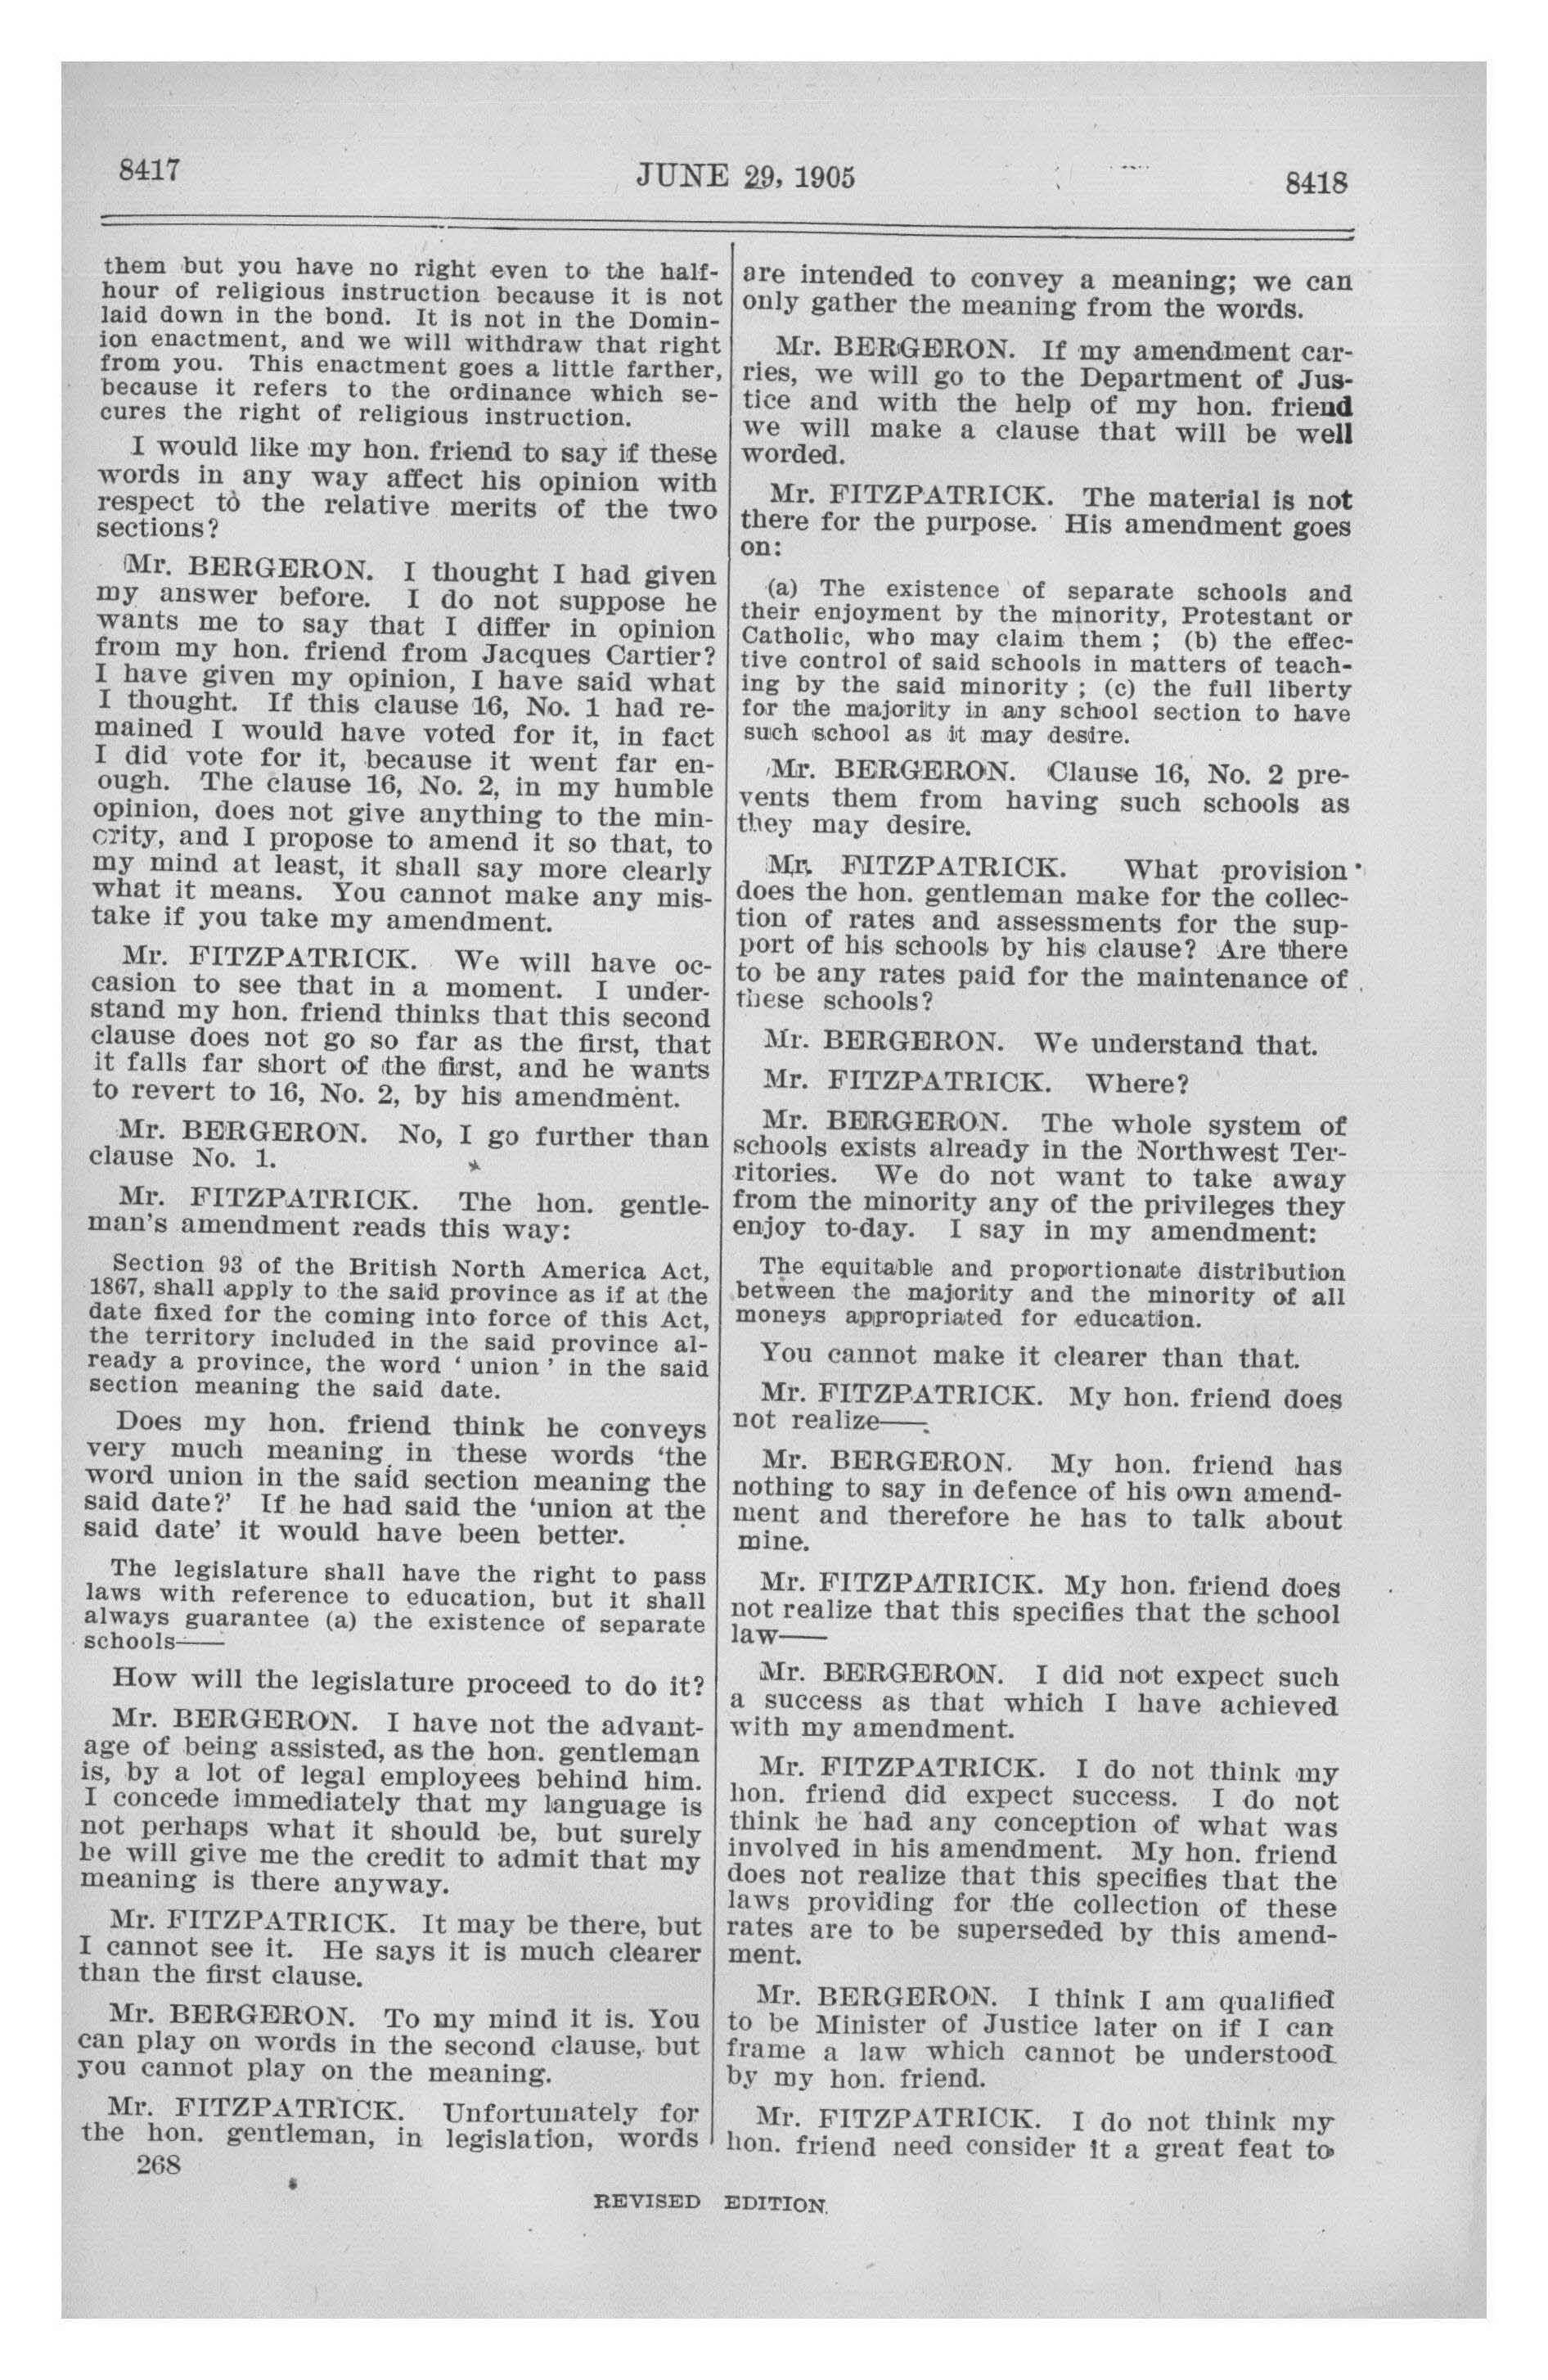 8417
JUNE 29, 1905
8418
them but you have no right even to the half-
hour of religious instruction because it is not
laid down in the bond. It is not in the Domin-
ion enactment, and we will withdraw that right
from you. This enactment goes a little farther,
because it refers to the ordinance which se-
cures the right of religious instruction.
I would like my hon. friend to say if these
words in any way affect his opinion with
respect to the relative merits of the two
sections?
Mr. BERGERON. I thought I had given
my answer before. I do not suppose he
wants me to say that I differ in opinion
from my hon. friend from Jacques Cartier?
I have given my opinion, I have said what
I thought. If this clause 16, No. 1 had re-
mained I would have voted for it, in fact
I did vote for it, because it went far en-
ough. The clause 16, No. 2, in my humble
opinion, does not give anything to the min-
ority, and I propose to amend it so that, to
my mind at least, it shall say more clearly
what it means. You cannot make any mis-
take if you take my amendment.
Mr. FITZPATRICK. We will have oc-
casion to see that in a moment. I under-
stand my hon. friend thinks that this second
clause does not go so far as the first, that
it falls far short of the first, and he wants
to revert to 16, No. 2, by his amendment.
Mr. BERGERON. No, I go further than
clause No. 1.
Mr. FITZPATRICK. The hon. gentle-
man's amendment reads this way:
Section 93 of the British North America Act,
1867, shall apply to the said province as if at the
date fixed for the coming into force of this Act,
the territory included in the said province al-
ready a province, the word ‘ union ’ in the said
section meaning the said date.
Does my hon. friend think he conveys
very much meaning in these words ‘the
word union in the said section meaning the
said date?’ If he had said the ‘union at the
said date’ it would have been better.
The legislature shall have the right to pass
laws with reference to education, but it shall
always guarantee (a) the existence of separate
schools——
How will the legislature proceed to do it?
Mr. BERGERON. I have not the advant-
age of being assisted, as the hon. gentleman
is, by a lot of legal employees behind him.
I concede immediately that my language is
not perhaps what it should be, but surely
he will give me the credit to admit that my
meaning is there anyway.
Mr. FITZPATRICK. It may be there, but
I cannot see it. He says it is much clearer
than the first clause.
Mr. BERGERON. To my mind it is. You
can play on words in the second clause, but
you cannot play on the meaning.
Mr. FITZPATRICK. Unfortunately for
the hon. gentleman, in legislation, words
268
are intended to convey a meaning; we can
only gather the meaning from the words.
Mr. BERGERON. If my amendment car-
ries, we will go to the Department of Jus-
tice and with the help of my hon. friend
we will make a clause that will be well
worded.
Mr. FITZPATRICK. The material is not
there for the purpose. His amendment goes
on:
(a) The existence of separate schools and
their enjoyment by the minority, Protestant or
Catholic, who may claim them ; (b) the effec-
tive control of said schools in matters of teach-
ing by the said minority ; (c) the full liberty
for the majority in any school section to have
such school as it may desire.
Mr. BERGERON. Clause 16, No. 2 pre-
vents them from having such schools as
they may desire.
Mr. FITZPATRICK. What provision
does the hon. gentleman make for the collec-
tion of rates and assessments for the sup-
port of his schools by his clause? Are there
to be any rates paid for the maintenance of
these schools?
Mr. BERGERON. We understand that.
Mr. FITZPATRICK. Where?
Mr. BERGERON. The whole system of
schools exists already in the Northwest Ter-
ritories. We do not want to take away
from the minority any of the privileges they
enjoy to-day. I say in my amendment:
The equitable and proportionate distribution
between the majority and the minority of all
moneys appropriated for education.
You cannot make it clearer than that.
Mr. FITZPATRICK. My hon. friend does
not realize——
Mr. BERGERON. My hon. friend has
nothing to say in defence of his own amend-
ment and therefore he has to talk about
mine.
Mr. FITZPATRICK. My hon. friend does
not realize that this specifies that the school
law——
Mr. BERGERON. I did not expect such
a success as that which I have achieved
with my amendment.
Mr. FITZPATRICK. I do not think my
hon. friend did expect success. I do not
think he had any conception of what was
involved in his amendment. My hon. friend
does not realize that this specifies that the
laws providing for the collection of these
rates are to be superseded by this amend-
ment.
Mr. BERGERON. I think I am qualified
to be Minister of Justice later on if I can
frame a law which cannot be understood
by my hon. friend.
Mr. FITZPATRICK. I do not think my
hon. friend need consider it a great feat to
REVISED EDITION.